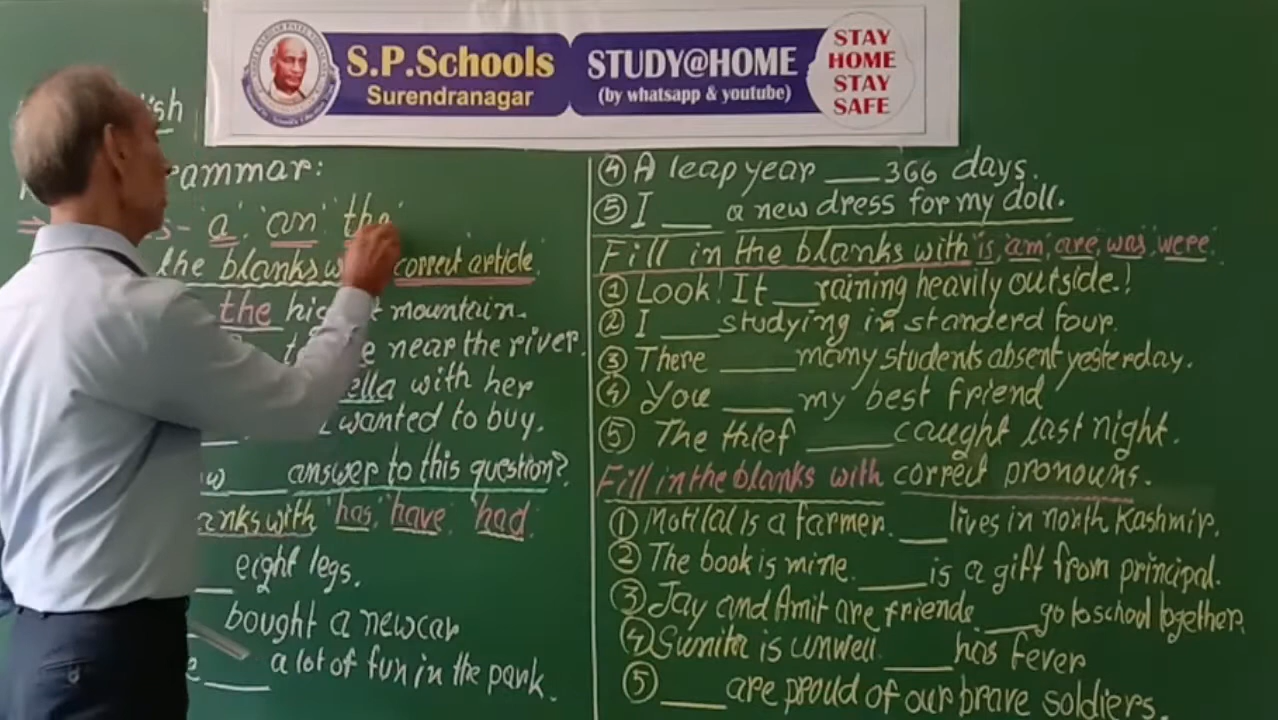 S.P.Schools
Surendranagar
STUDY@HOME
(by whatsapp & youtube)
STAY
HOME
STAY
SAFE
ish
ammar:
s- 'a' 'an' 'the'
the blanks correct article.
the mountain.
near the river.
ella with her
wanted to buy.
w ___ answer to this question?
anks with 'has, 'have, 'had,
___ eight legs.
bought a new car
e ___ a lot of fun in the park.
④ A leap year ___ 366 days.
⑤ I ___ a new dress for my doll.
Fill in the blanks with is, am, are, was, were.
① Look! It ___ raining heavily outside.!
② I ___ studying in standerd four.
③ There ___ many students absent yesterday.
④ You ___ my best friend
⑤ The thief ___ caught last night.
Fill in the blanks with correct pronouns.
① Motilal is a farmer. ___ lives in north Kashmir.
② The book is mine. ___ is a gift from principal.
③ Jay and Amit are friends. ___ go to school together.
④ Sunita is unwell. ___ has fever
⑤ ___ are proud of our brave soldiers.